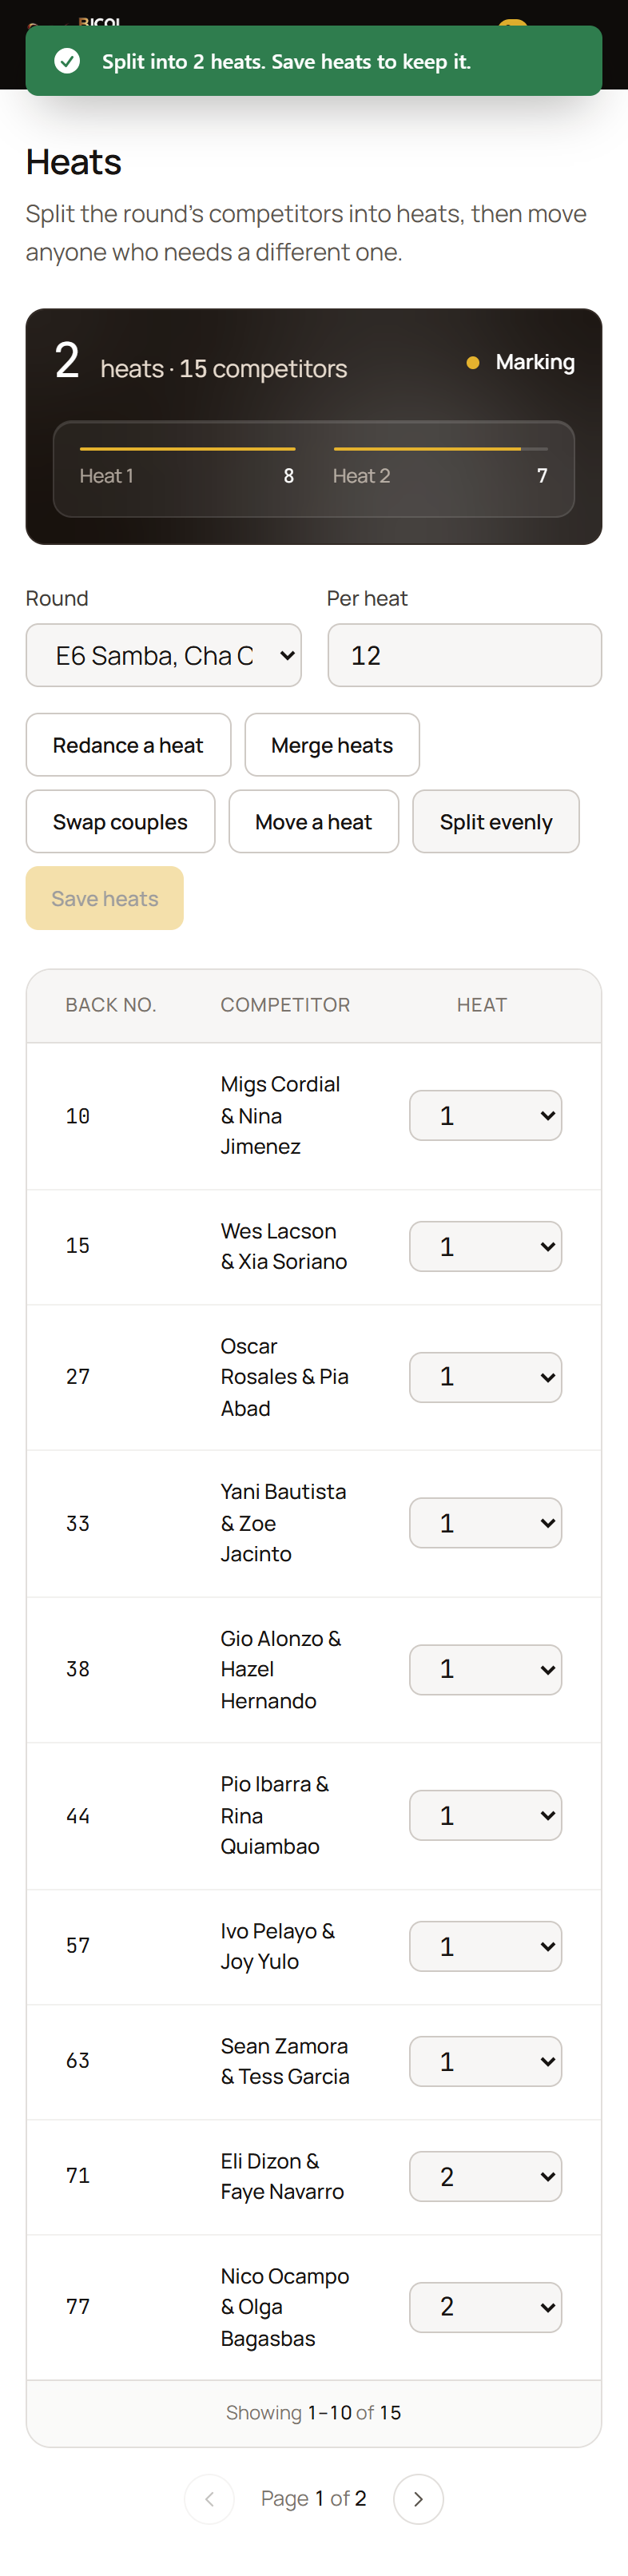 BICOL
Split into 2 heats. Save heats to keep it.
Heats
Split the round's competitors into heats, then move
anyone who needs a different one.
2 heats · 15 competitors
Marking
Heat 1 8
Heat 2 7
Round
Per heat
E6 Samba, Cha C
12
Redance a heat
Merge heats
Swap couples
Move a heat
Split evenly
Save heats
BACK NO. COMPETITOR HEAT
10
Migs Cordial
& Nina
Jimenez
1
15
Wes Lacson
& Xia Soriano
1
27
Oscar
Rosales & Pia
Abad
1
33
Yani Bautista
& Zoe
Jacinto
1
38
Gio Alonzo &
Hazel
Hernando
1
44
Pio Ibarra &
Rina
Quiambao
1
57
Ivo Pelayo &
Joy Yulo
1
63
Sean Zamora
& Tess Garcia
1
71
Eli Dizon &
Faye Navarro
2
77
Nico Ocampo
& Olga
Bagasbas
2
Showing 1–10 of 15
Page 1 of 2